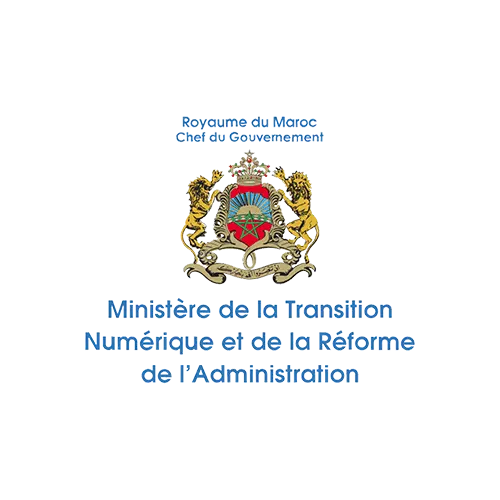 Royaume du Maroc
Chef du Gouvernement
Ministère de la Transition
Numérique et de la Réforme
de l'Administration